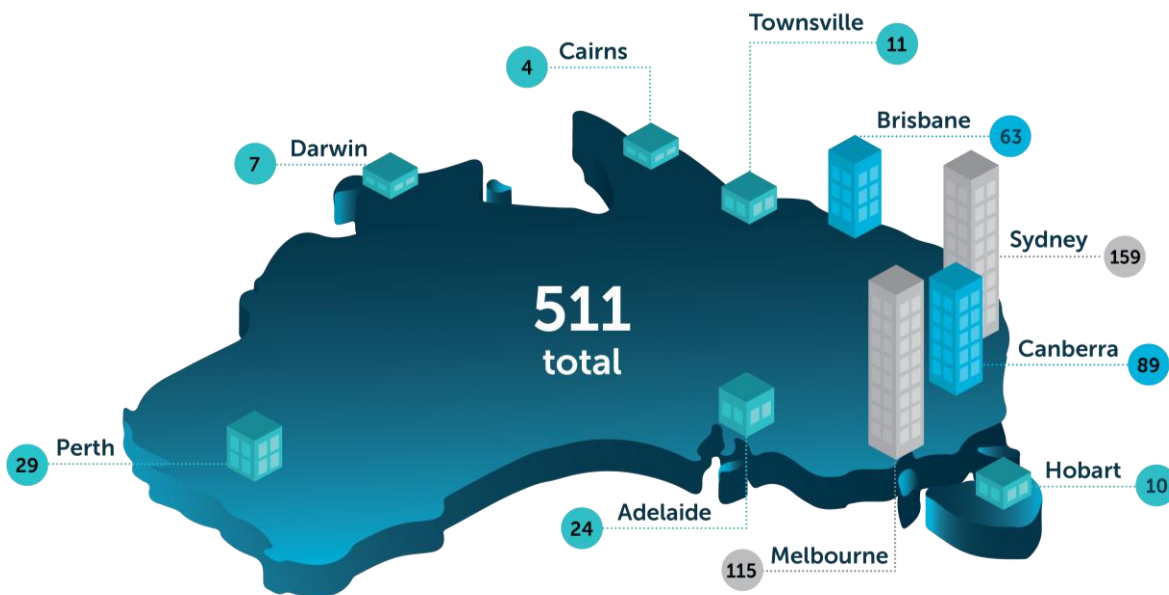 Townsville
11
Cairns
4
Brisbane
63
Darwin
7
Sydney
159
511
total
Canberra
89
Perth
29
Hobart
10
Adelaide
24
Melbourne
115